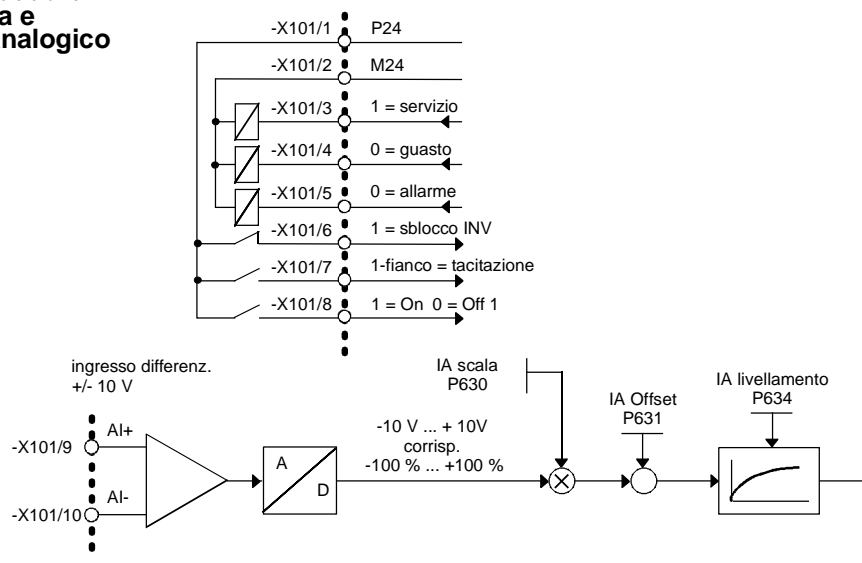 a e
nalogico
-X101/1 P24
-X101/2 M24
-X101/3 1 = servizio
-X101/4 0 = guasto
-X101/5 0 = allarme
-X101/6 1 = sblocco INV
-X101/7 1-fianco = tacitazione
-X101/8 1 = On 0 = Off 1
ingresso differenz.
+/- 10 V
IA scala
P630
IA Offset
P631
IA livellamento
P634
-X101/9 AI+
-X101/10 AI-
A
D
-10 V ... + 10V
corrisp.
-100 % ... +100 %